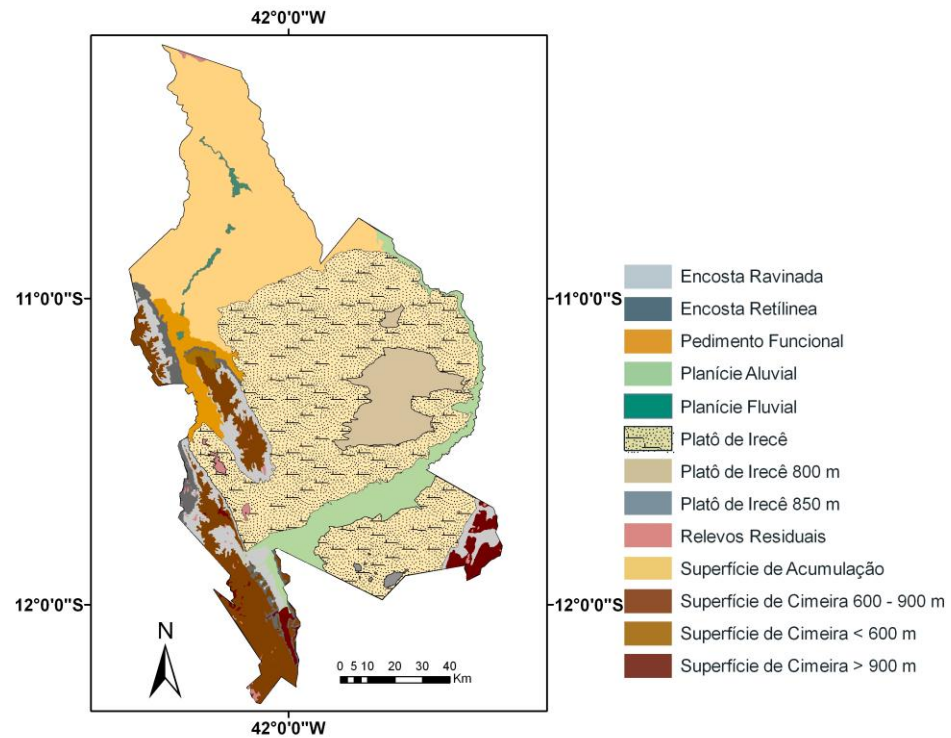 42°0'0"W
11°0'0"S
11°0'0"S
12°0'0"S
12°0'0"S
N
0 5 10 20 30 40
Km
42°0'0"W
Encosta Ravinada
Encosta Retílinea
Pedimento Funcional
Planície Aluvial
Planície Fluvial
Platô de Irecê
Platô de Irecê 800 m
Platô de Irecê 850 m
Relevos Residuais
Superfície de Acumulação
Superfície de Cimeira 600 - 900 m
Superfície de Cimeira < 600 m
Superfície de Cimeira > 900 m